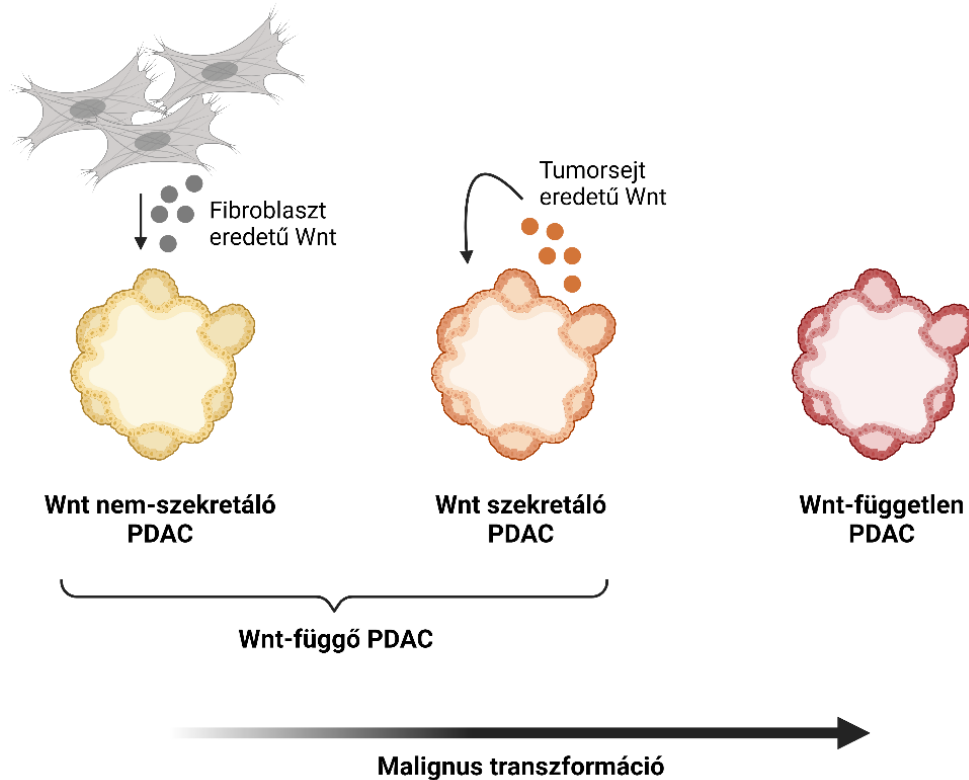 Fibroblaszt
eredetű Wnt
Tumorsejt
eredetű Wnt
Wnt nem-szekretáló
PDAC
Wnt szekretáló
PDAC
Wnt-független
PDAC
Wnt-függő PDAC
Malignus transzformáció